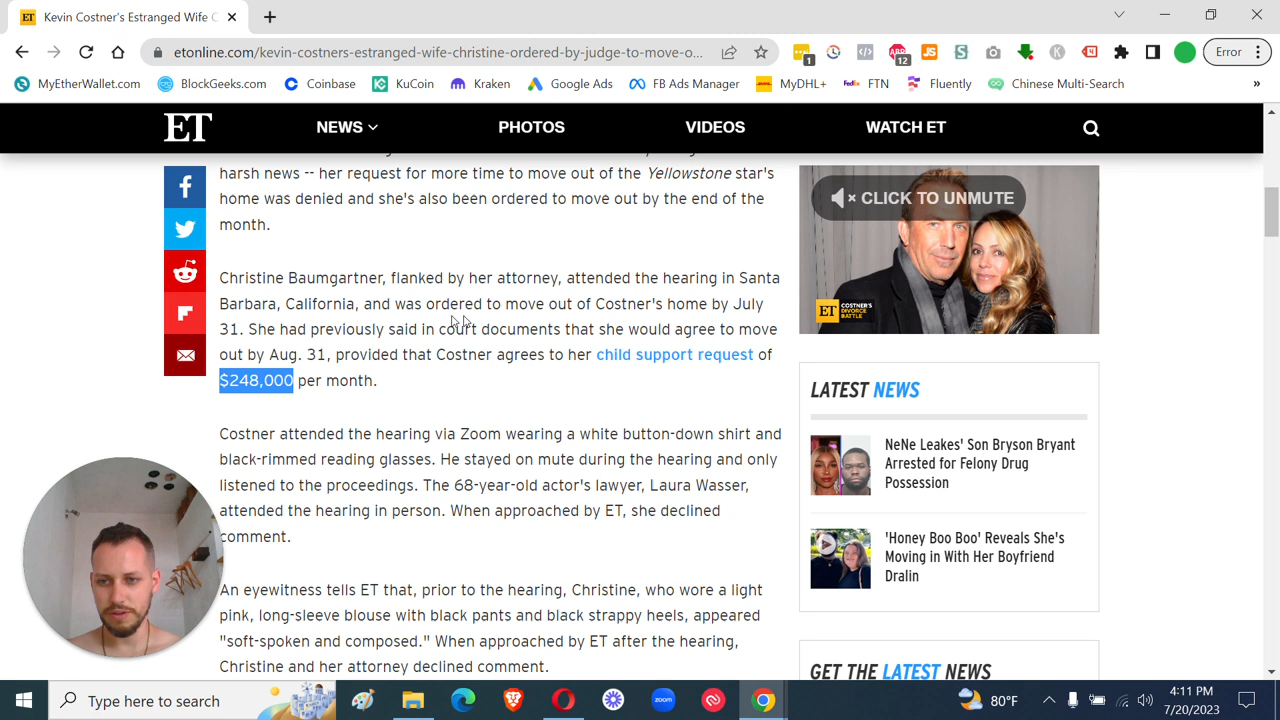 ET Kevin Costner's Estranged Wife C
etonline.com/kevin-costners-estranged-wife-christine-ordered-by-judge-to-move-o...
1
12
JS
Error
MyEtherWallet.com BlockGeeks.com Coinbase KuCoin Kraken Google Ads FB Ads Manager MyDHL+ FTN Fluently Chinese Multi-Search »
ET NEWS PHOTOS VIDEOS WATCH ET
harsh news -- her request for more time to move out of the Yellowstone star's
home was denied and she's also been ordered to move out by the end of the
month.
Christine Baumgartner, flanked by her attorney, attended the hearing in Santa
Barbara, California, and was ordered to move out of Costner's home by July
31. She had previously said in court documents that she would agree to move
out by Aug. 31, provided that Costner agrees to her child support request of
$248,000 per month.
Costner attended the hearing via Zoom wearing a white button-down shirt and
black-rimmed reading glasses. He stayed on mute during the hearing and only
listened to the proceedings. The 68-year-old actor's lawyer, Laura Wasser,
attended the hearing in person. When approached by ET, she declined
comment.
An eyewitness tells ET that, prior to the hearing, Christine, who wore a light
pink, long-sleeve blouse with black pants and black strappy heels, appeared
"soft-spoken and composed." When approached by ET after the hearing,
Christine and her attorney declined comment.
CLICK TO UNMUTE
ET COSTNER'S
DIVORCE
BATTLE
LATEST NEWS
NeNe Leakes' Son Bryson Bryant
Arrested for Felony Drug
Possession
'Honey Boo Boo' Reveals She's
Moving in With Her Boyfriend
Dralin
GET THE LATEST NEWS
Type here to search
zoom
80°F
4:11 PM
7/20/2023